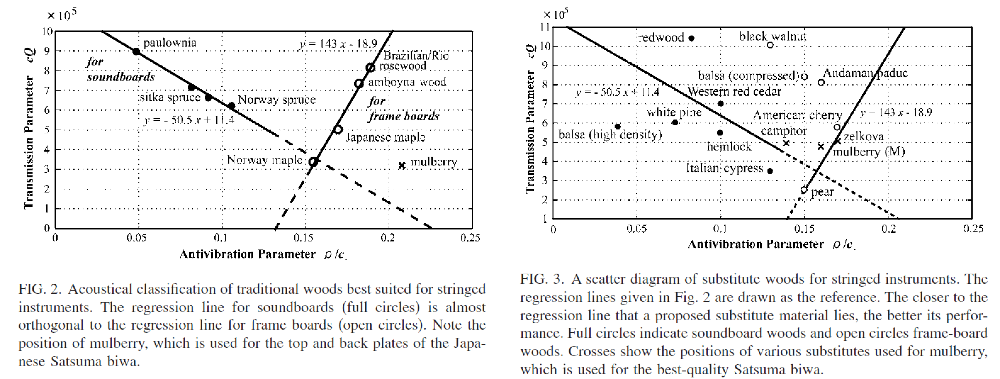 × 10⁵
10
9
8
7
6
5
4
3
2
1
0
Transmission Parameter cQ
paulownia
for
soundboards
sitka spruce
Norway spruce
y = - 50.5 x + 11.4
y = 143 x - 18.9
Brazilian/Rio
rosewood
amboyna wood
for
frame boards
Japanese maple
Norway maple
mulberry
0 0.05 0.1 0.15 0.2 0.25
Antivibration Parameter ρ/c
FIG. 2. Acoustical classification of traditional woods best suited for stringed
instruments. The regression line for soundboards (full circles) is almost
orthogonal to the regression line for frame boards (open circles). Note the
position of mulberry, which is used for the top and back plates of the Japa-
nese Satsuma biwa.
× 10⁵
11
10
9
8
7
6
5
4
3
2
1
Transmission Parameter cQ
redwood
black walnut
balsa (compressed)
Andaman paduc
y = - 50.5 x + 11.4
Western red cedar
white pine
American cherry
y = 143 x - 18.9
camphor
balsa (high density)
zelkova
hemlock
mulberry (M)
Italian cypress
pear
0 0.05 0.1 0.15 0.2 0.25
Antivibration Parameter ρ/c
FIG. 3. A scatter diagram of substitute woods for stringed instruments. The
regression lines given in Fig. 2 are drawn as the reference. The closer to the
regression line that a proposed substitute material lies, the better its perfor-
mance. Full circles indicate soundboard woods and open circles frame-board
woods. Crosses show the positions of various substitutes used for mulberry,
which is used for the best-quality Satsuma biwa.